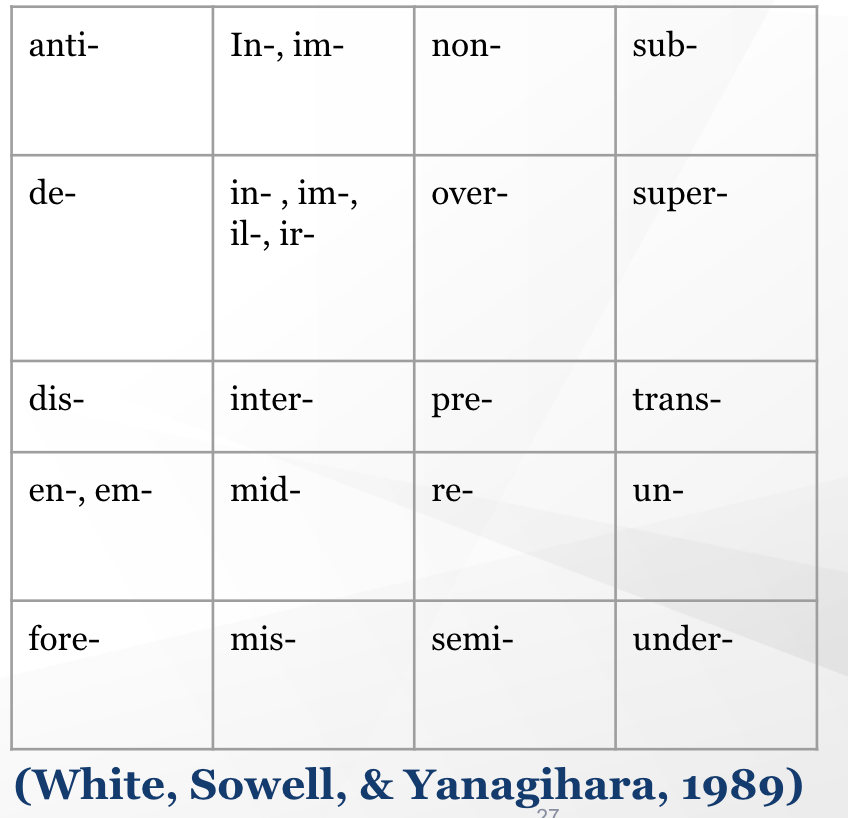 anti- In-, im- non- sub-
de- in- , im-, over- super-
il-, ir-
dis- inter- pre- trans-
en-, em- mid- re- un-
fore- mis- semi- under-
(White, Sowell, & Yanagihara, 1989)
27